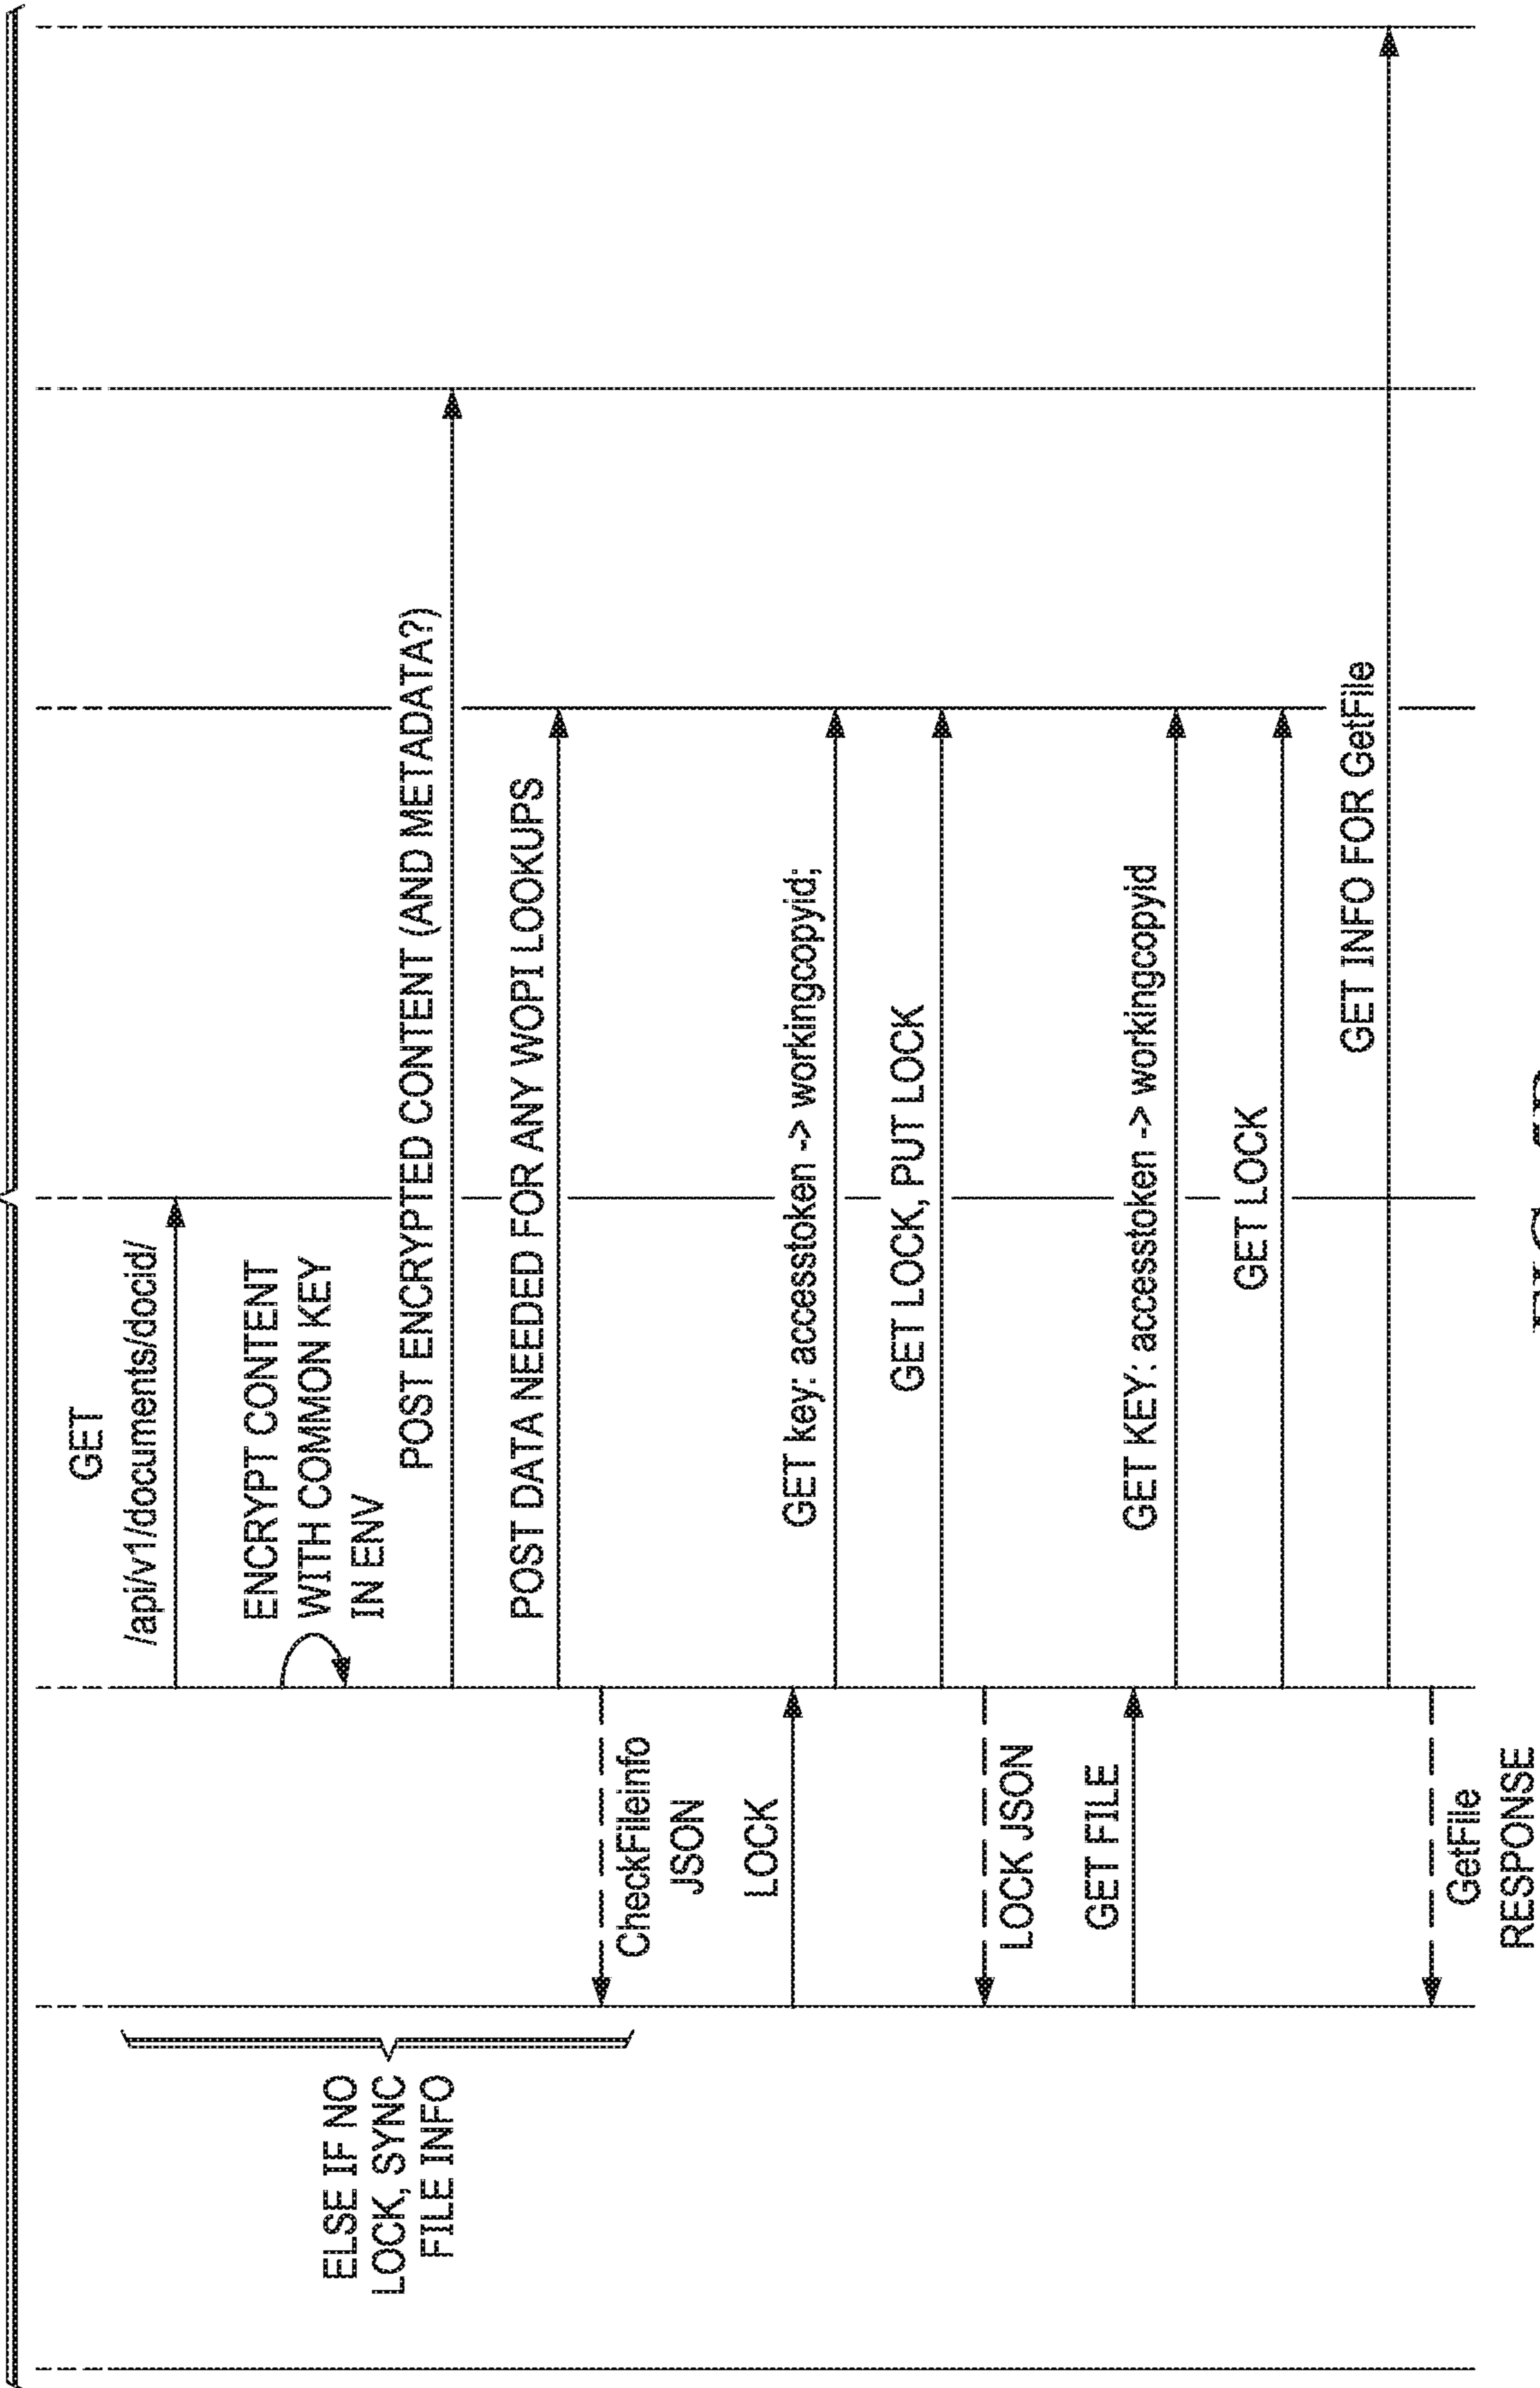 GET
/api/v1/documents/docid/
ENCRYPT CONTENT
WITH COMMON KEY
IN ENV
POST ENCRYPTED CONTENT (AND METADATA?)
POST DATA NEEDED FOR ANY WOPI LOOKUPS
ELSE IF NO
LOCK, SYNC
FILE INFO
CheckFileinfo
JSON
LOCK
GET key: accesstoken -> workingcopyid;
GET LOCK, PUT LOCK
LOCK JSON
GET FILE
GET KEY: accesstoken -> workingcopyid
GET LOCK
GET INFO FOR GetFile
GetFile
RESPONSE